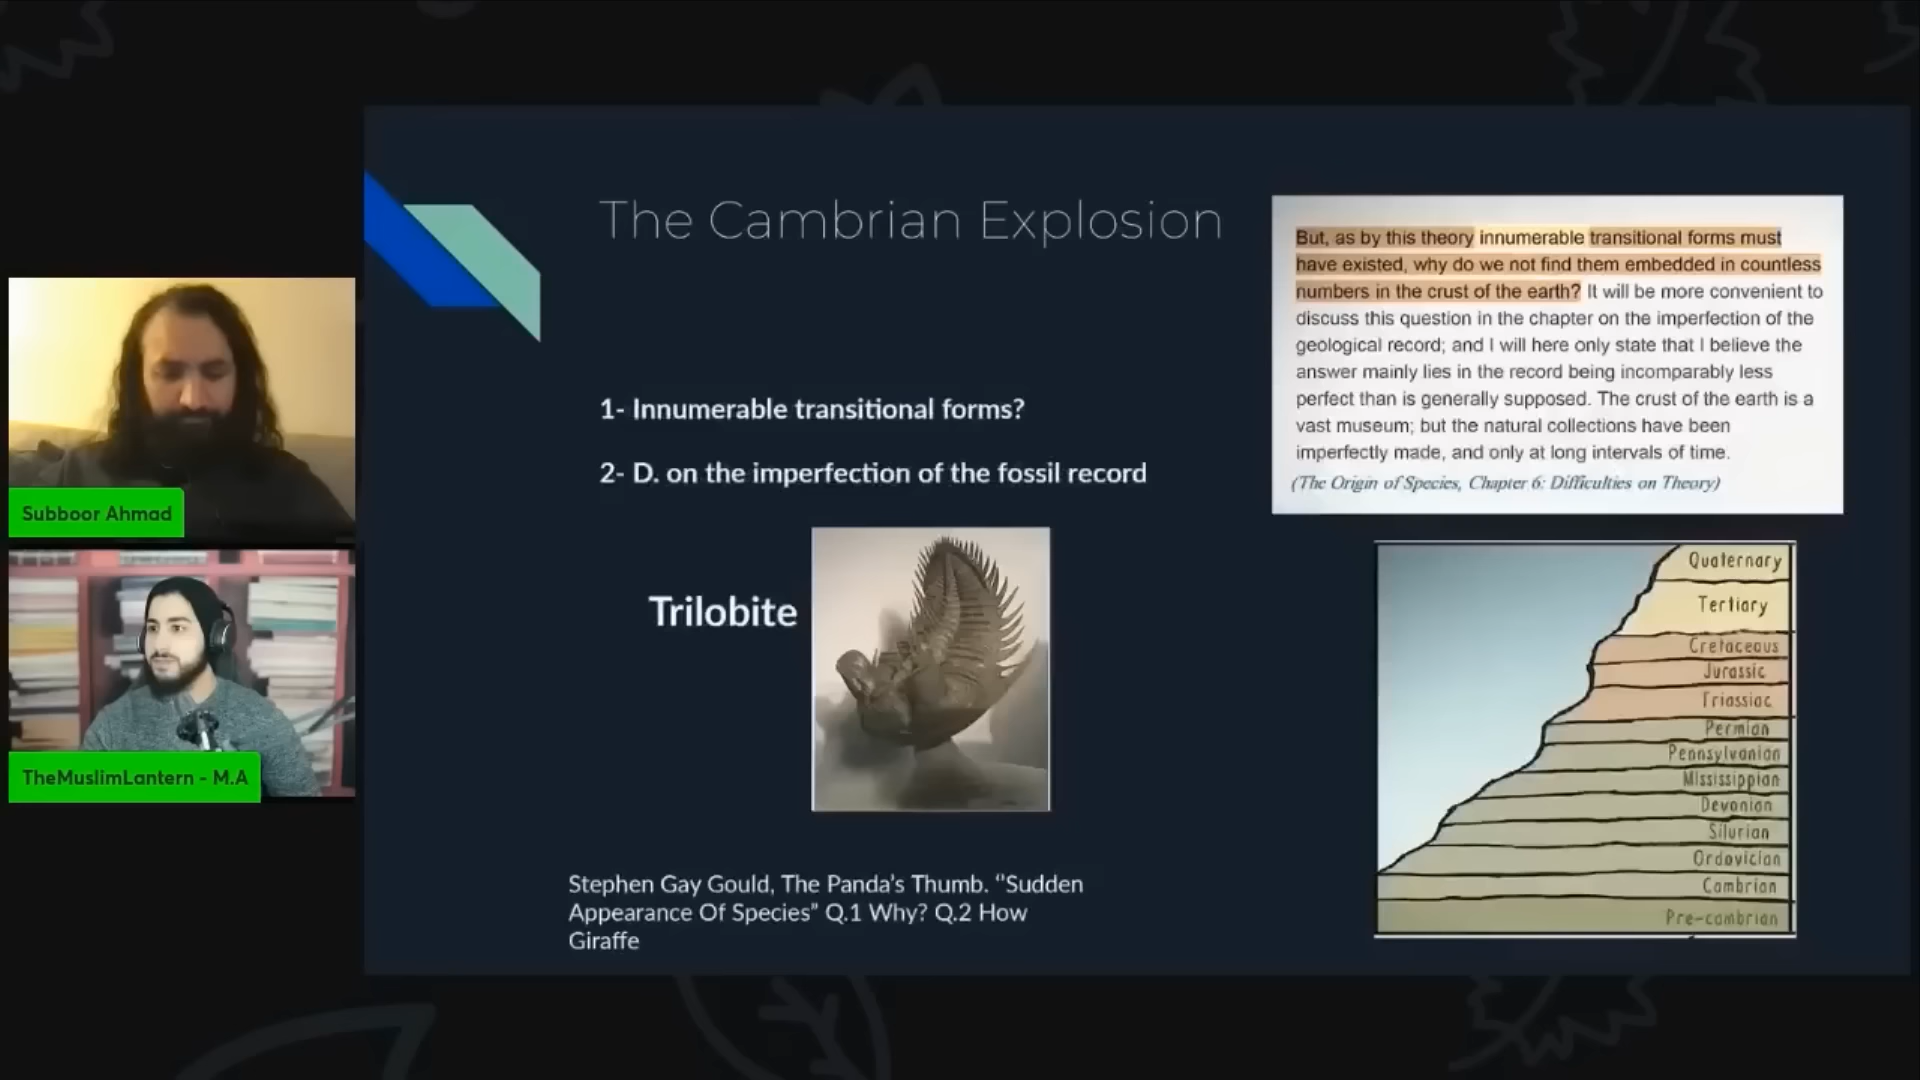 The Cambrian Explosion
1- Innumerable transitional forms?
2- D. on the imperfection of the fossil record
Trilobite
Stephen Gay Gould, The Panda's Thumb. "Sudden
Appearance Of Species" Q.1 Why? Q.2 How
Giraffe
But, as by this theory innumerable transitional forms must
have existed, why do we not find them embedded in countless
numbers in the crust of the earth? It will be more convenient to
discuss this question in the chapter on the imperfection of the
geological record; and I will here only state that I believe the
answer mainly lies in the record being incomparably less
perfect than is generally supposed. The crust of the earth is a
vast museum; but the natural collections have been
imperfectly made, and only at long intervals of time.
(The Origin of Species, Chapter 6: Difficulties on Theory)
Quaternary
Tertiary
Cretaceous
Jurassic
Triassiac
Permian
Pennsylvanian
Mississippian
Devonian
Silurian
Ordovician
Cambrian
Pre-cambrian
Subboor Ahmad
TheMuslimLantern - M.A